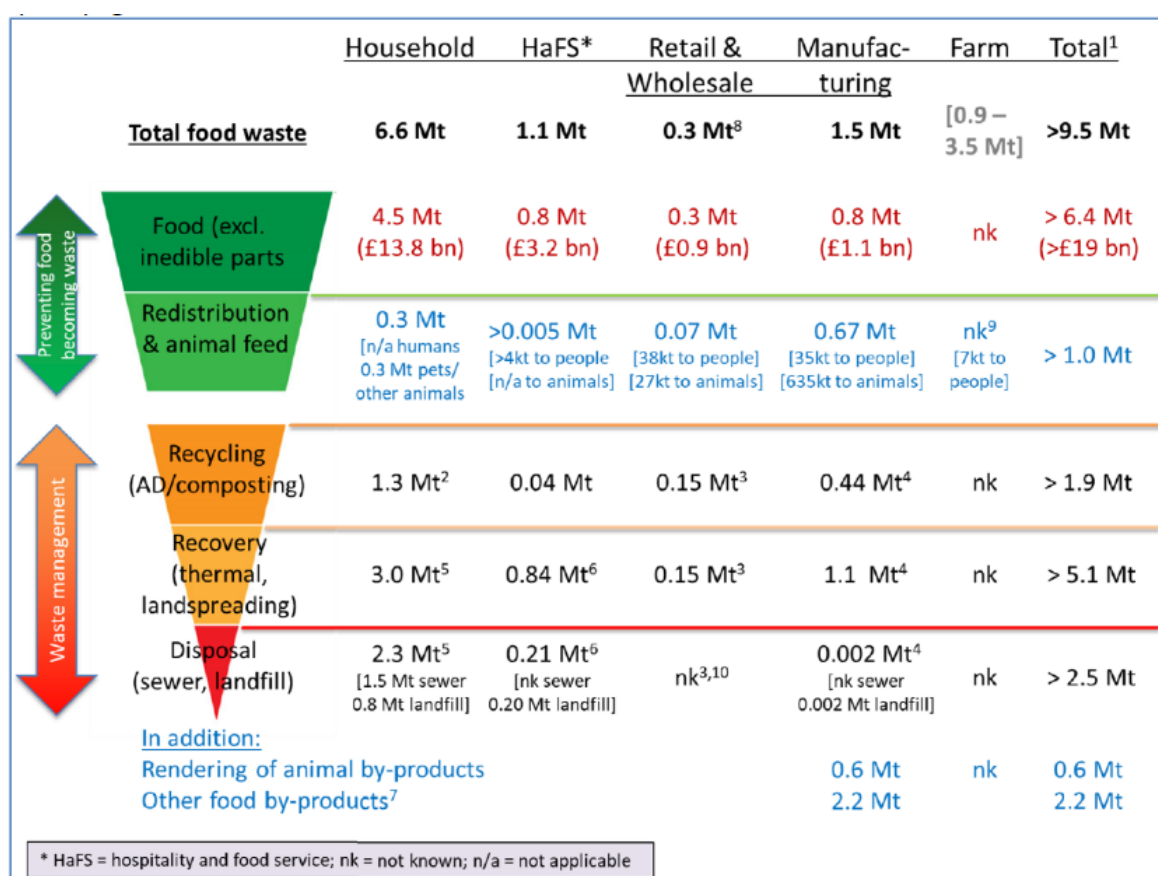 Household HaFS* Retail & Manufac- Farm Total¹
Wholesale turing
Total food waste 6.6 Mt 1.1 Mt 0.3 Mt⁸ 1.5 Mt [0.9 – 3.5 Mt] >9.5 Mt
Preventing food
becoming waste
Food (excl. 4.5 Mt 0.8 Mt 0.3 Mt 0.8 Mt nk > 6.4 Mt
inedible parts (£13.8 bn) (£3.2 bn) (£0.9 bn) (£1.1 bn) (>£19 bn)
Redistribution 0.3 Mt >0.005 Mt 0.07 Mt 0.67 Mt nk⁹ > 1.0 Mt
& animal feed [n/a humans [>4kt to people [38kt to people] [35kt to people] [7kt to
0.3 Mt pets/ [n/a to animals] [27kt to animals] [635kt to animals] people]
other animals
Waste management
Recycling
(AD/composting) 1.3 Mt² 0.04 Mt 0.15 Mt³ 0.44 Mt⁴ nk > 1.9 Mt
Recovery
(thermal, 3.0 Mt⁵ 0.84 Mt⁶ 0.15 Mt³ 1.1 Mt⁴ nk > 5.1 Mt
landspreading)
Disposal 2.3 Mt⁵ 0.21 Mt⁶ nk³,¹⁰ 0.002 Mt⁴ nk > 2.5 Mt
(sewer, landfill) [1.5 Mt sewer [nk sewer [nk sewer
0.8 Mt landfill] 0.20 Mt landfill] 0.002 Mt landfill]
In addition:
Rendering of animal by-products 0.6 Mt nk 0.6 Mt
Other food by-products⁷ 2.2 Mt 2.2 Mt
* HaFS = hospitality and food service; nk = not known; n/a = not applicable